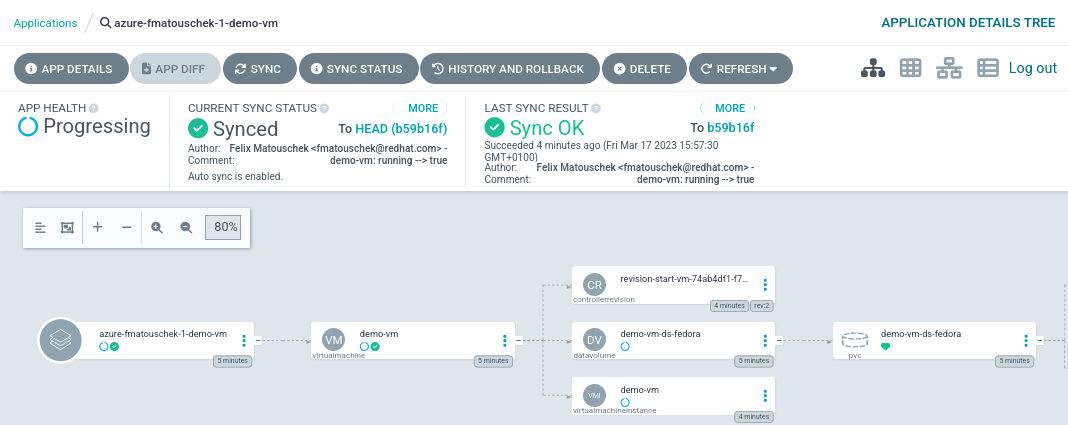 Applications / azure-fmatouschek-1-demo-vm
APPLICATION DETAILS TREE
APP DETAILS
APP DIFF
SYNC
SYNC STATUS
HISTORY AND ROLLBACK
DELETE
REFRESH
Log out
APP HEALTH
Progressing
CURRENT SYNC STATUS
MORE
Synced
To HEAD (b59b16f)
Author: Felix Matouschek <fmatouschek@redhat.com> -
Comment: demo-vm: running --> true
Auto sync is enabled.
LAST SYNC RESULT
MORE
Sync OK
To b59b16f
Succeeded 4 minutes ago (Fri Mar 17 2023 15:57:30
GMT+0100)
Author: Felix Matouschek <fmatouschek@redhat.com> -
Comment: demo-vm: running --> true
80%
azure-fmatouschek-1-demo-vm
5 minutes
VM
virtualmachine
demo-vm
5 minutes
CR
controllerrevision
revision-start-vm-74ab4df1-f7...
4 minutes
rev:2
DV
datavolume
demo-vm-ds-fedora
5 minutes
VMI
virtualmachineinstance
demo-vm
4 minutes
pvc
demo-vm-ds-fedora
5 minutes